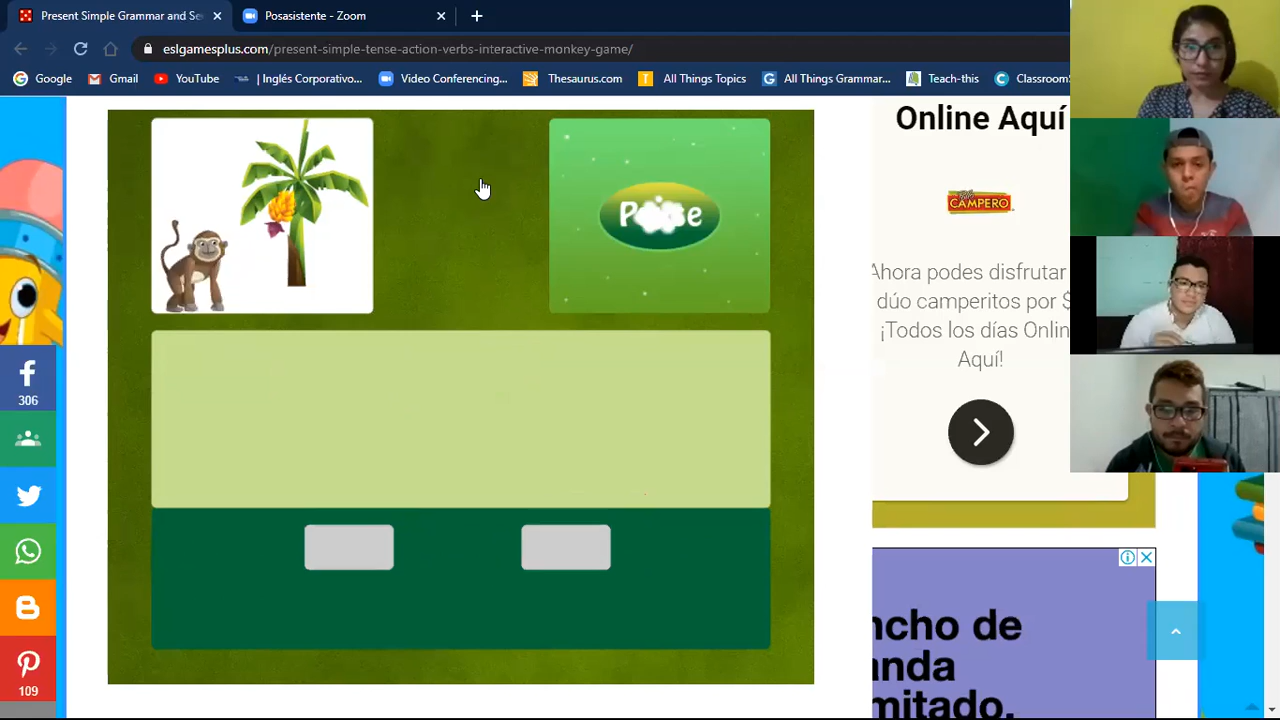 Present Simple Grammar and Se
Posasistente - Zoom
eslgamesplus.com/present-simple-tense-action-verbs-interactive-monkey-game/
Google
Gmail
YouTube
| Inglés Corporativo...
Video Conferencing,...
Thesaurus.com
All Things Topics
All Things Grammar...
Teach-this
ClassroomS
Online Aquí
CAMPERO
Ahora podes disfrutar
dúo camperitos por $
¡Todos los días Onlin
Aquí!
306
109
ncho de
anda
mitado.